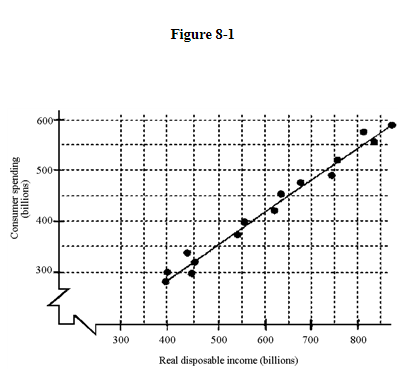 Figure 8-1
Consumer spending
(billions)
600
500
400
300
300 400 500 600 700 800
Real disposable income (billions)